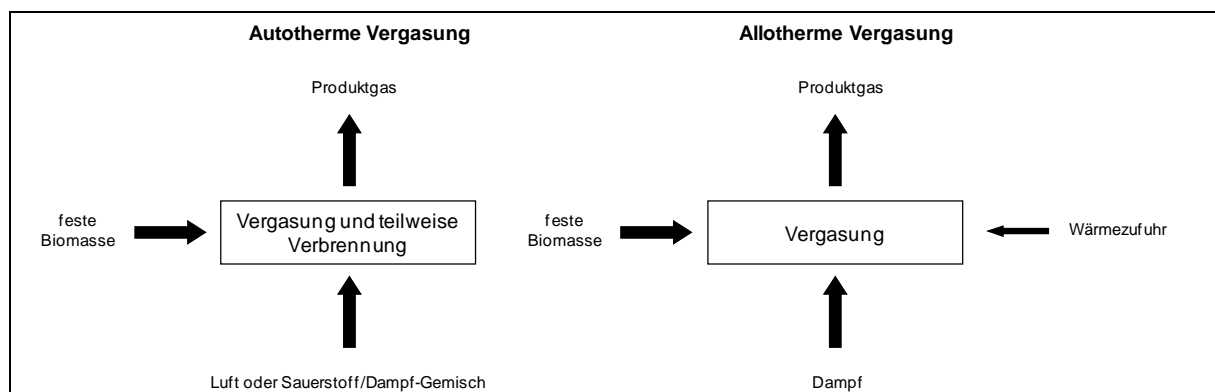 Autotherme Vergasung
Produktgas
feste
Biomasse
Vergasung und teilweise
Verbrennung
Luft oder Sauerstoff/Dampf-Gemisch
Allotherme Vergasung
Produktgas
feste
Biomasse
Vergasung
Wärmezufuhr
Dampf